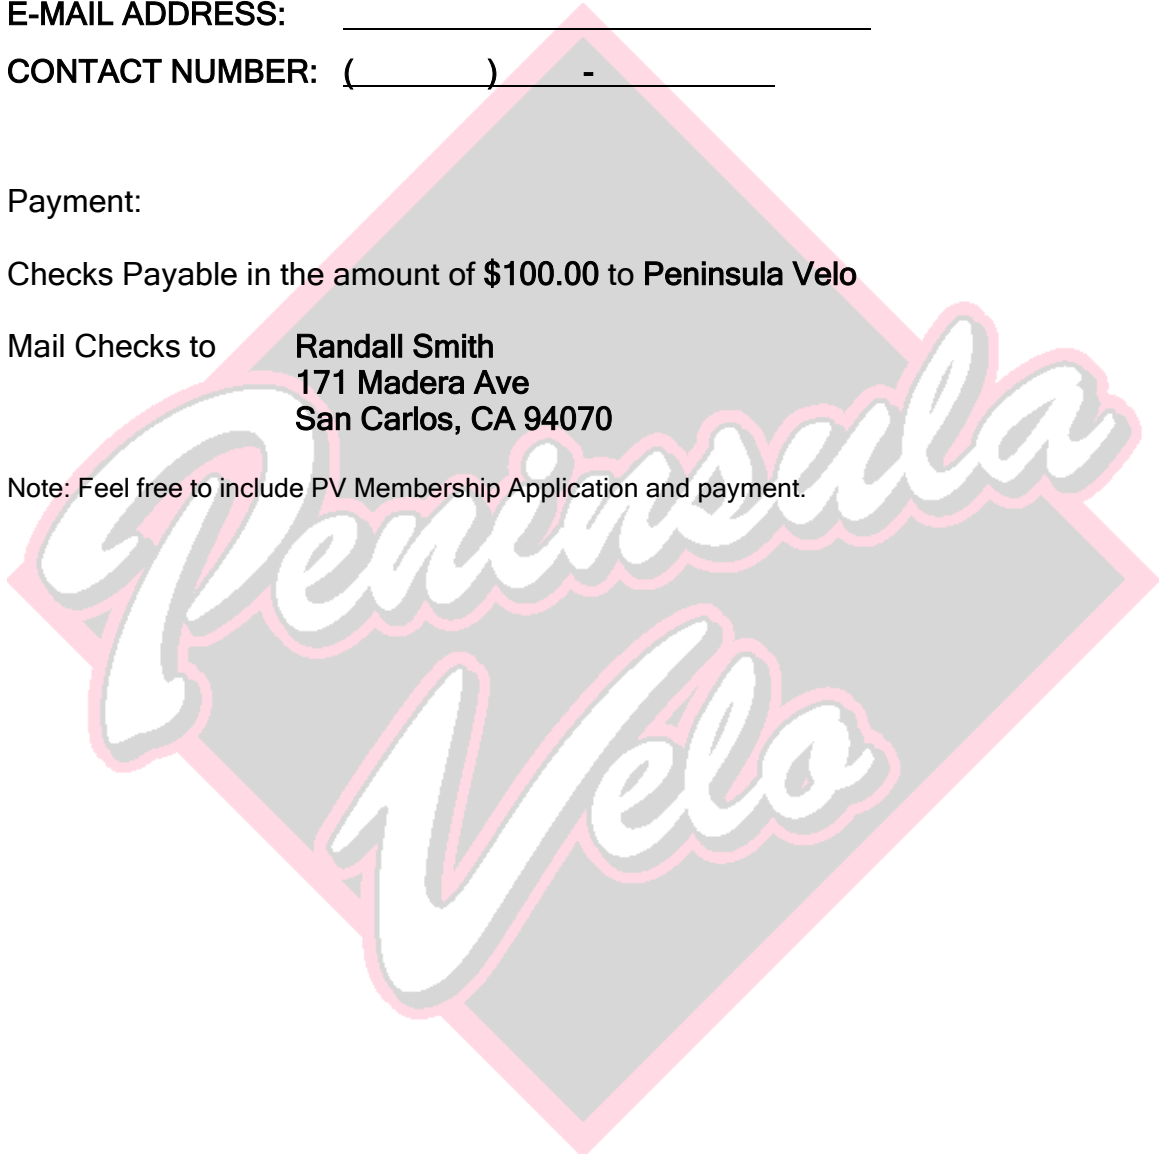 E-MAIL ADDRESS: ____________________
CONTACT NUMBER: (        )      -
Payment:
Checks Payable in the amount of $100.00 to Peninsula Velo
Mail Checks to Randall Smith
171 Madera Ave
San Carlos, CA 94070
Note: Feel free to include PV Membership Application and payment.
Peninsula
Velo